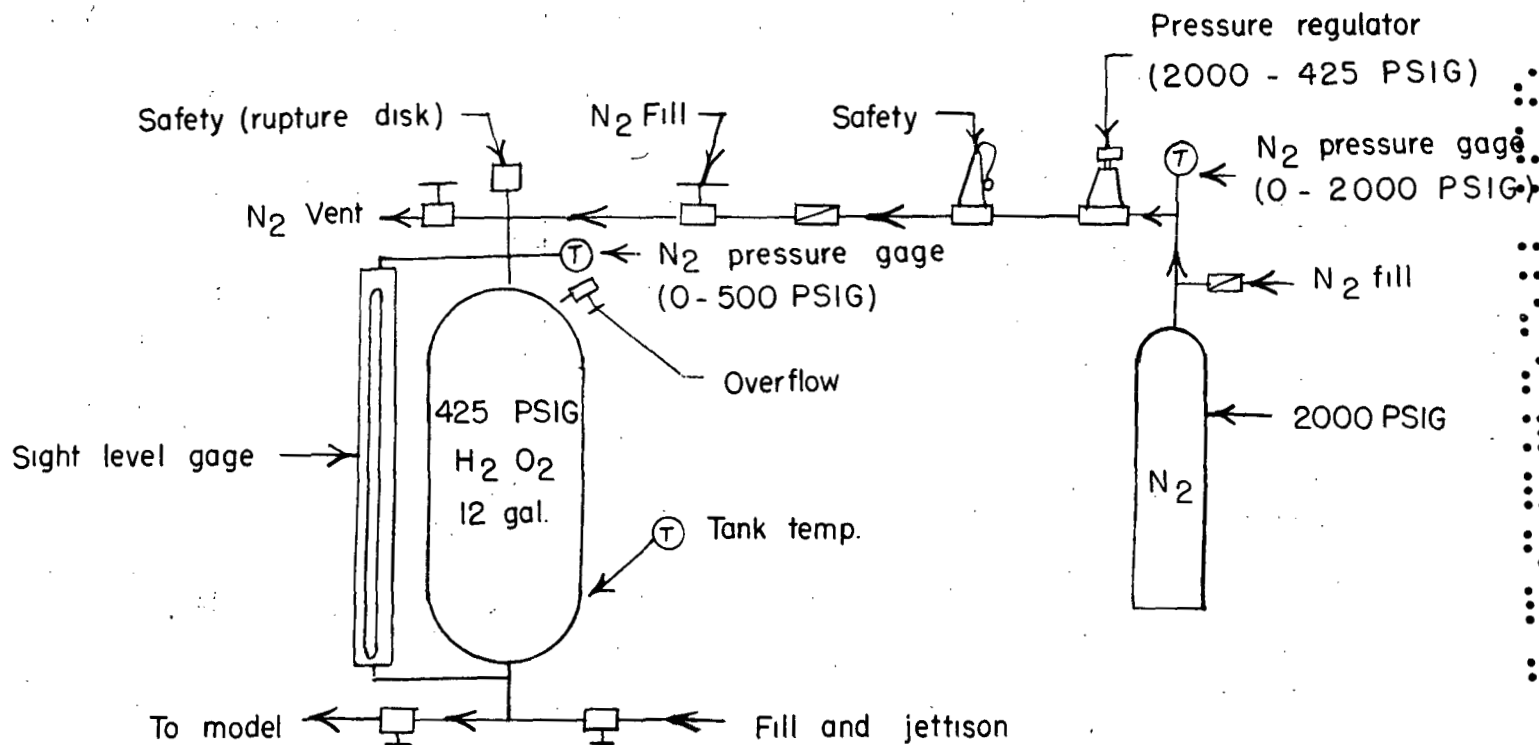 Pressure regulator
(2000 - 425 PSIG)
Safety (rupture disk)
N2 Fill
Safety
T
N2 pressure gage
(0 - 2000 PSIG)
N2 Vent
T
N2 pressure gage
(0 - 500 PSIG)
N2 fill
Overflow
425 PSIG
H2 O2
12 gal.
2000 PSIG
Sight level gage
N2
T
Tank temp.
To model
Fill and jettison